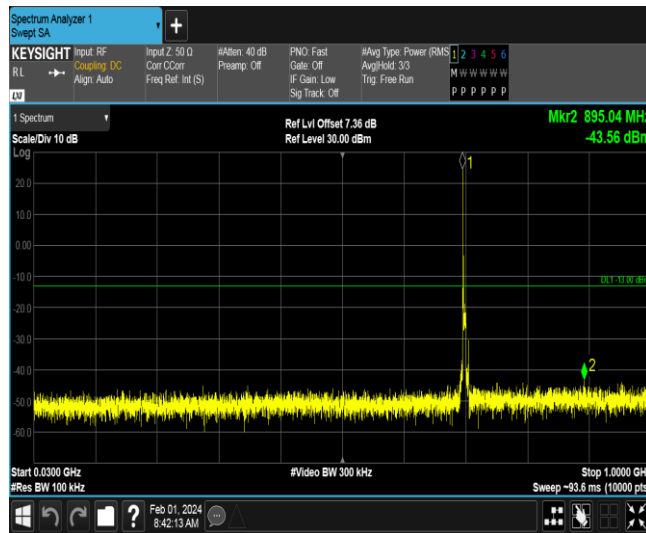 Spectrum Analyzer 1
Swept SA
+
KEYSIGHT Input: RF Input Z: 50 Ω #Atten: 40 dB PNO: Fast #Avg Type: Power (RMS 1 2 3 4 5 6
RL Coupling: DC Corr CCorr Preamp: Off Gate: Off Avg|Hold: 3/3 M W W W W W
Align: Auto Freq Ref: Int (S) IF Gain: Low Trig: Free Run
LXI Sig Track: Off P P P P P P
1 Spectrum
Ref Lvl Offset 7.36 dB Mkr2 895.04 MHz
Scale/Div 10 dB Ref Level 30.00 dBm -43.56 dBm
Log
1
20.0
10.0
0.00
-10.0
DL1 -13.00 dBm
-20.0
-30.0
-40.0
2
-50.0
-60.0
Start 0.0300 GHz #Video BW 300 kHz Stop 1.0000 GH
#Res BW 100 kHz Sweep ~93.6 ms (10000 pts
? Feb 01, 2024
8:42:13 AM